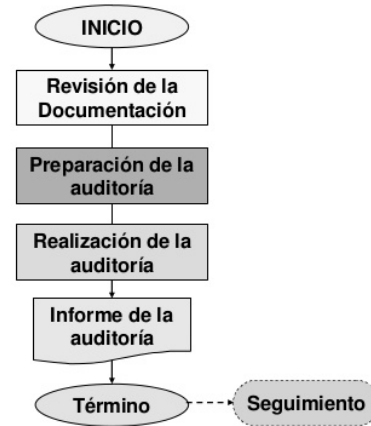 INICIO
Revisión de la
Documentación
Preparación de la
auditoría
Realización de la
auditoría
Informe de la
auditoría
Término
Seguimiento